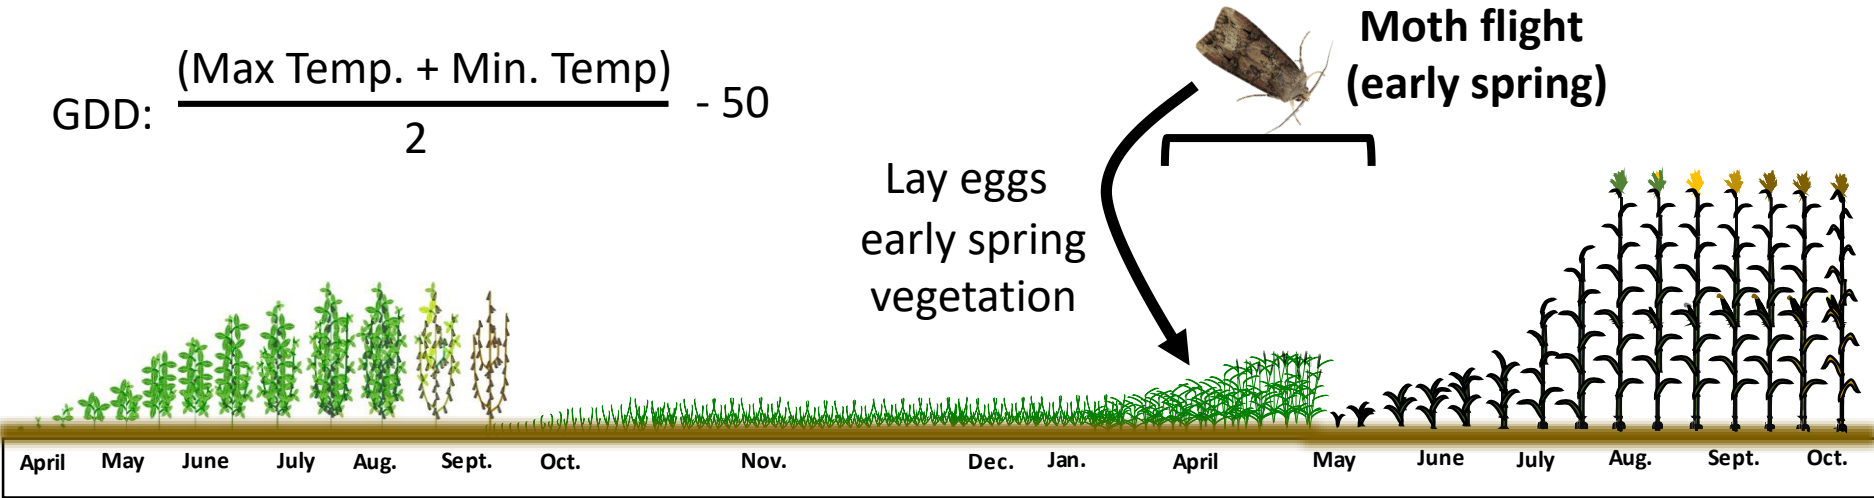 GDD:
(Max Temp. + Min. Temp)
2
- 50
Moth flight
(early spring)
Lay eggs
early spring
vegetation
April May June July Aug. Sept. Oct. Nov. Dec. Jan. April May June July Aug. Sept. Oct.